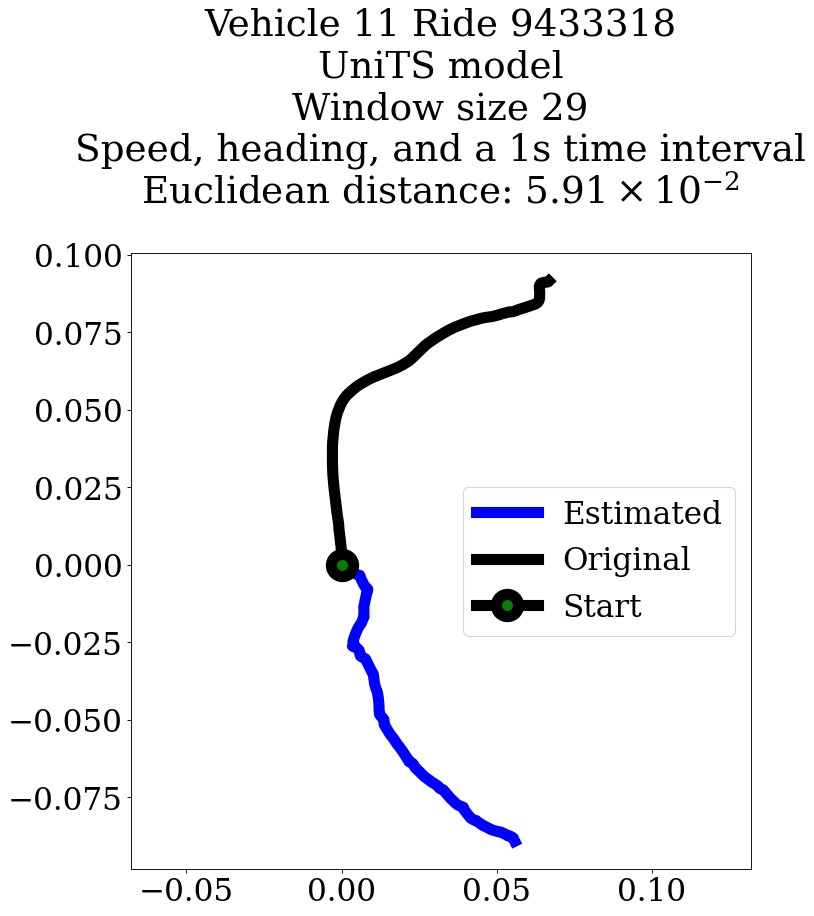 Vehicle 11 Ride 9433318
UniTS model
Window size 29
Speed, heading, and a 1s time interval
Euclidean distance: 5.91 × 10⁻²
0.100
0.075
0.050
0.025
0.000
−0.025
−0.050
−0.075
Estimated
Original
Start
−0.05 0.00 0.05 0.10